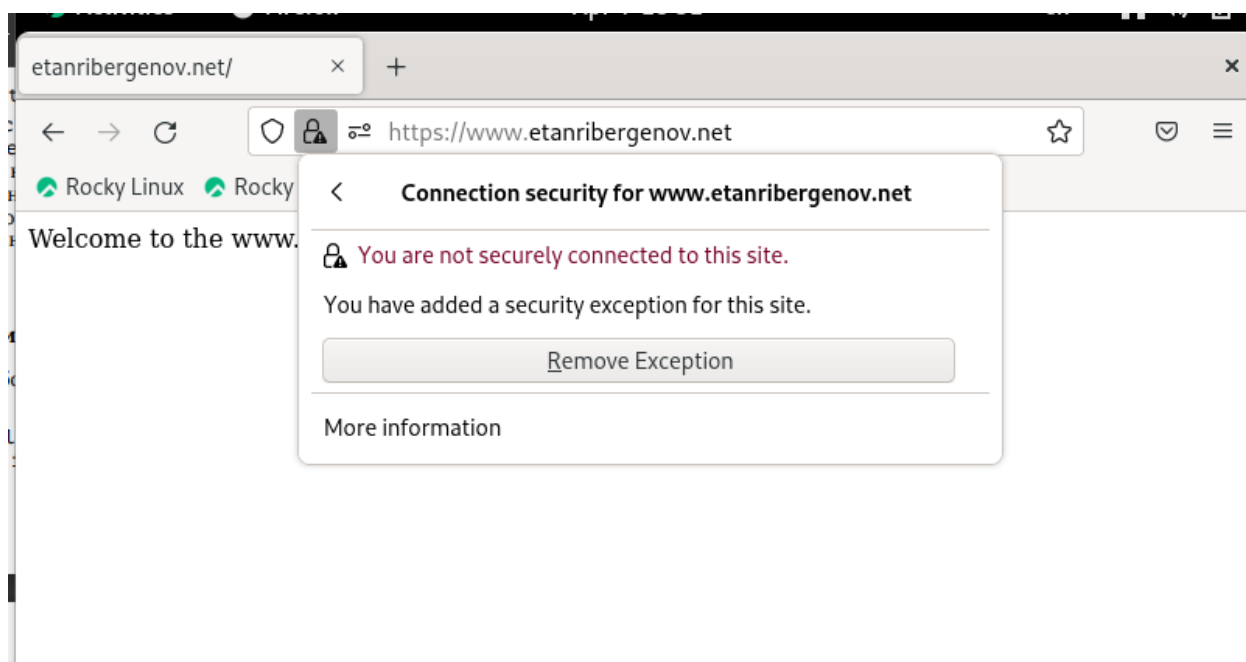 etanribergenov.net/
https://www.etanribergenov.net
Rocky Linux Rocky
Connection security for www.etanribergenov.net
Welcome to the www.
You are not securely connected to this site.
You have added a security exception for this site.
Remove Exception
More information